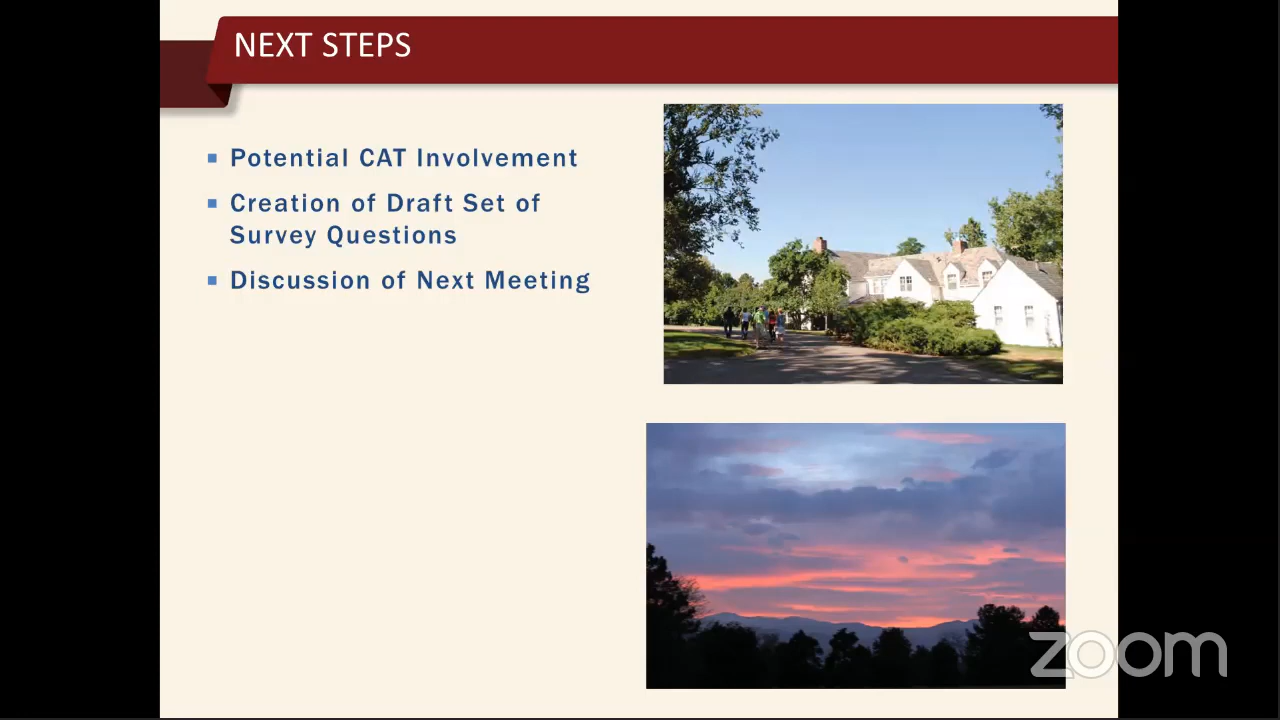 NEXT STEPS
Potential CAT Involvement
Creation of Draft Set of
Survey Questions
Discussion of Next Meeting
zoom